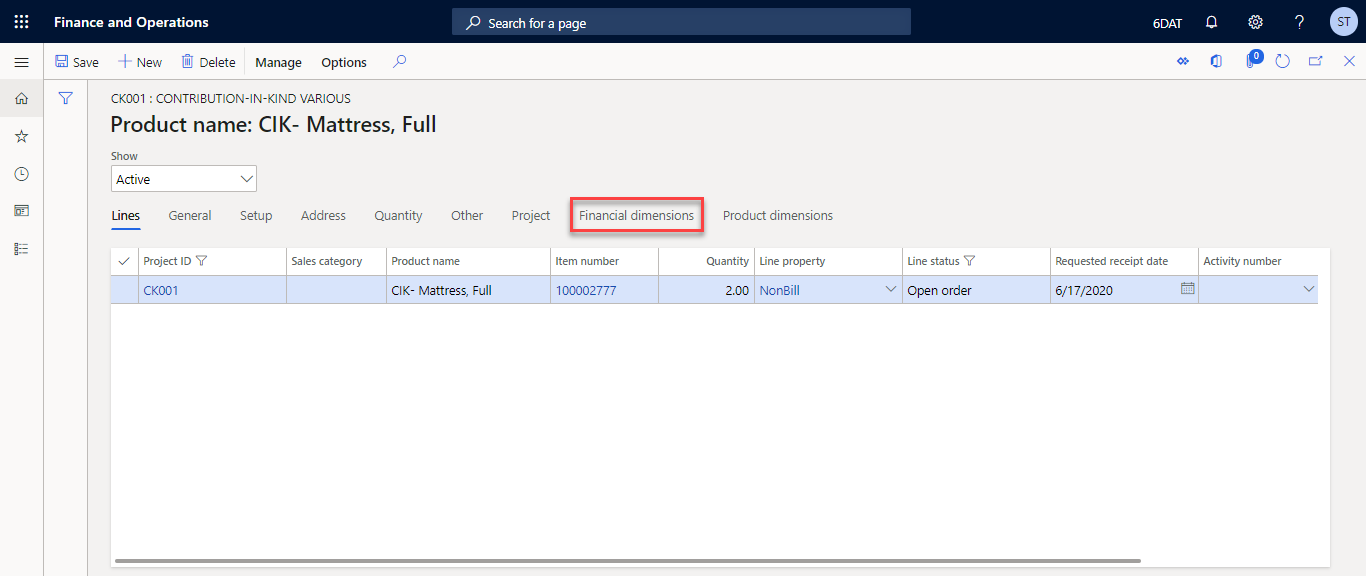 Finance and Operations Search for a page 6DAT ? ST
Save New Delete Manage Options 0
CK001 : CONTRIBUTION-IN-KIND VARIOUS
Product name: CIK- Mattress, Full
Show
Active
Lines General Setup Address Quantity Other Project Financial dimensions Product dimensions
Project ID Sales category Product name Item number Quantity Line property Line status Requested receipt date Activity number
CK001 CIK- Mattress, Full 100002777 2.00 NonBill Open order 6/17/2020